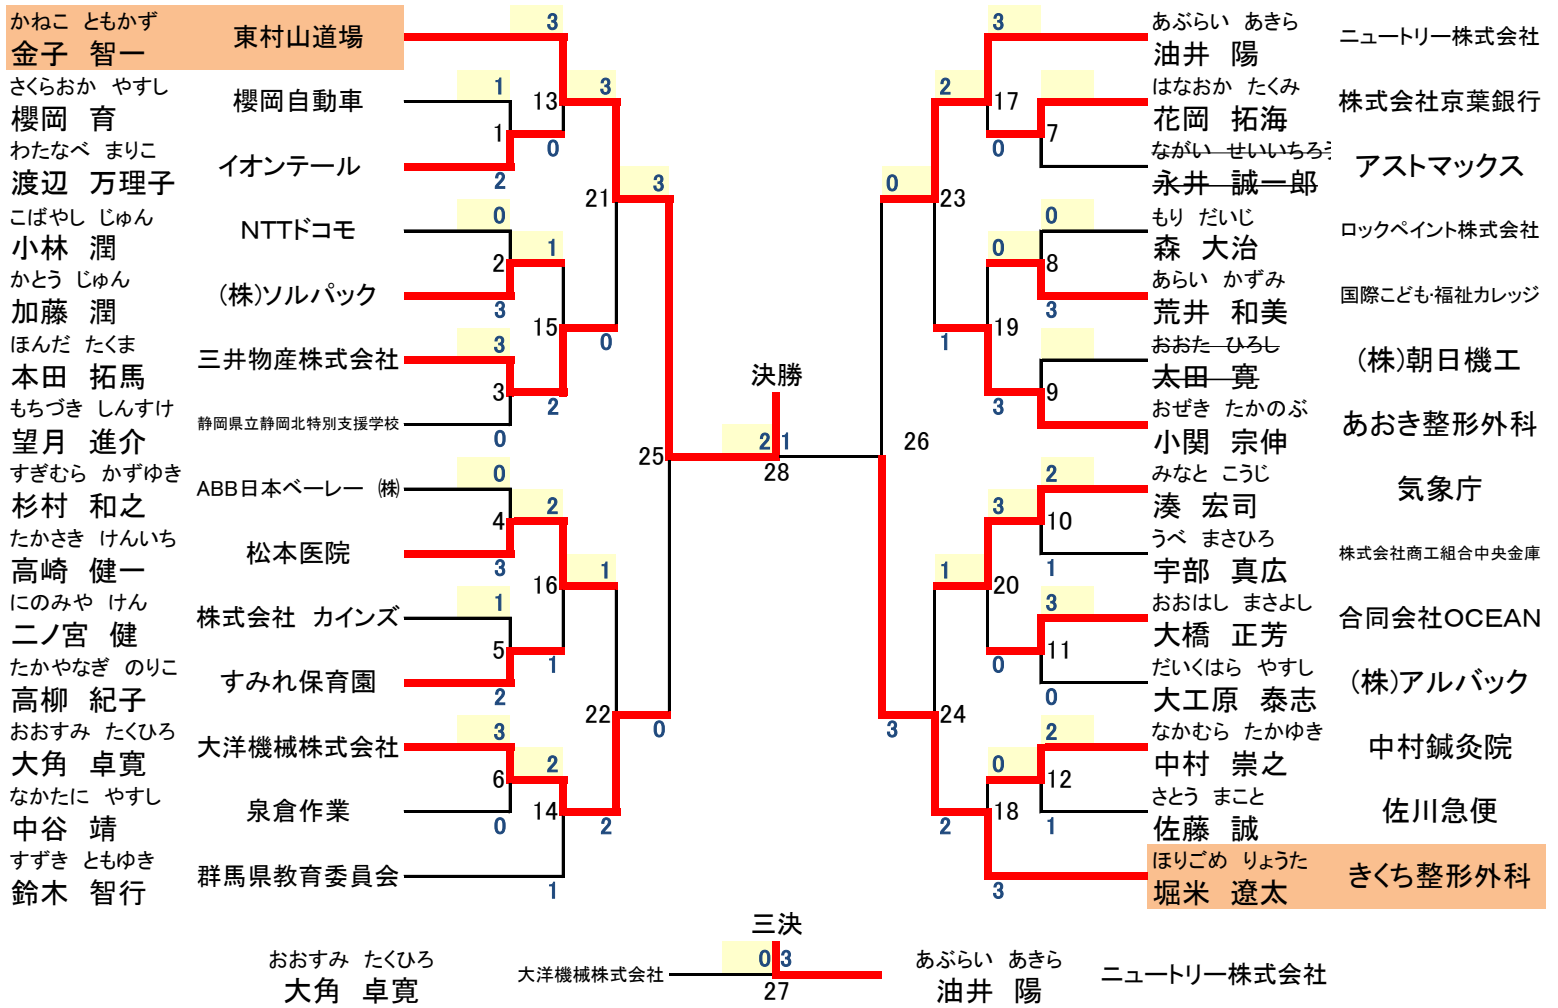 かねこ ともかず
金子 智一
東村山道場
さくらおか やすし
櫻岡 育
櫻岡自動車
わたなべ まりこ
渡辺 万理子
イオンテール
こばやし じゅん
小林 潤
NTTドコモ
かとう じゅん
加藤 潤
(株)ソルパック
ほんだ たくま
本田 拓馬
三井物産株式会社
もちづき しんすけ
望月 進介
静岡県立静岡北特別支援学校
すぎむら かずゆき
杉村 和之
ABB日本ベーレー ㈱
たかさき けんいち
高崎 健一
松本医院
にのみや けん
二ノ宮 健
株式会社 カインズ
たかやなぎ のりこ
高柳 紀子
すみれ保育園
おおすみ たくひろ
大角 卓寛
大洋機械株式会社
なかたに やすし
中谷 靖
泉倉作業
すずき ともゆき
鈴木 智行
群馬県教育委員会
1
1
2
0
2
3
3
3
0
0
4
3
1
5
2
3
6
0
3
13
0
1
15
2
2
16
1
2
14
1
3
21
0
1
22
2
3
25
0
決勝
2 1
28
0
26
3
2
23
1
1
24
2
3
17
0
0
19
3
3
20
0
0
18
3
7
0
8
3
9
2
10
1
3
11
0
2
12
1
あぶらい あきら
油井 陽
ニュートリー株式会社
はなおか たくみ
花岡 拓海
株式会社京葉銀行
ながい せいいちろう
永井 誠一郎
アストマックス
もり だいじ
森 大治
ロックペイント株式会社
あらい かずみ
荒井 和美
国際こども・福祉カレッジ
おおた ひろし
太田 寛
(株)朝日機工
おぜき たかのぶ
小関 宗伸
あおき整形外科
みなと こうじ
湊 宏司
気象庁
うべ まさひろ
宇部 真広
株式会社商工組合中央金庫
おおはし まさよし
大橋 正芳
合同会社OCEAN
だいくはら やすし
大工原 泰志
(株)アルバック
なかむら たかゆき
中村 崇之
中村鍼灸院
さとう まこと
佐藤 誠
佐川急便
ほりごめ りょうた
堀米 遼太
きくち整形外科
三決
おおすみ たくひろ
大角 卓寛
大洋機械株式会社
0 3
27
あぶらい あきら
油井 陽
ニュートリー株式会社